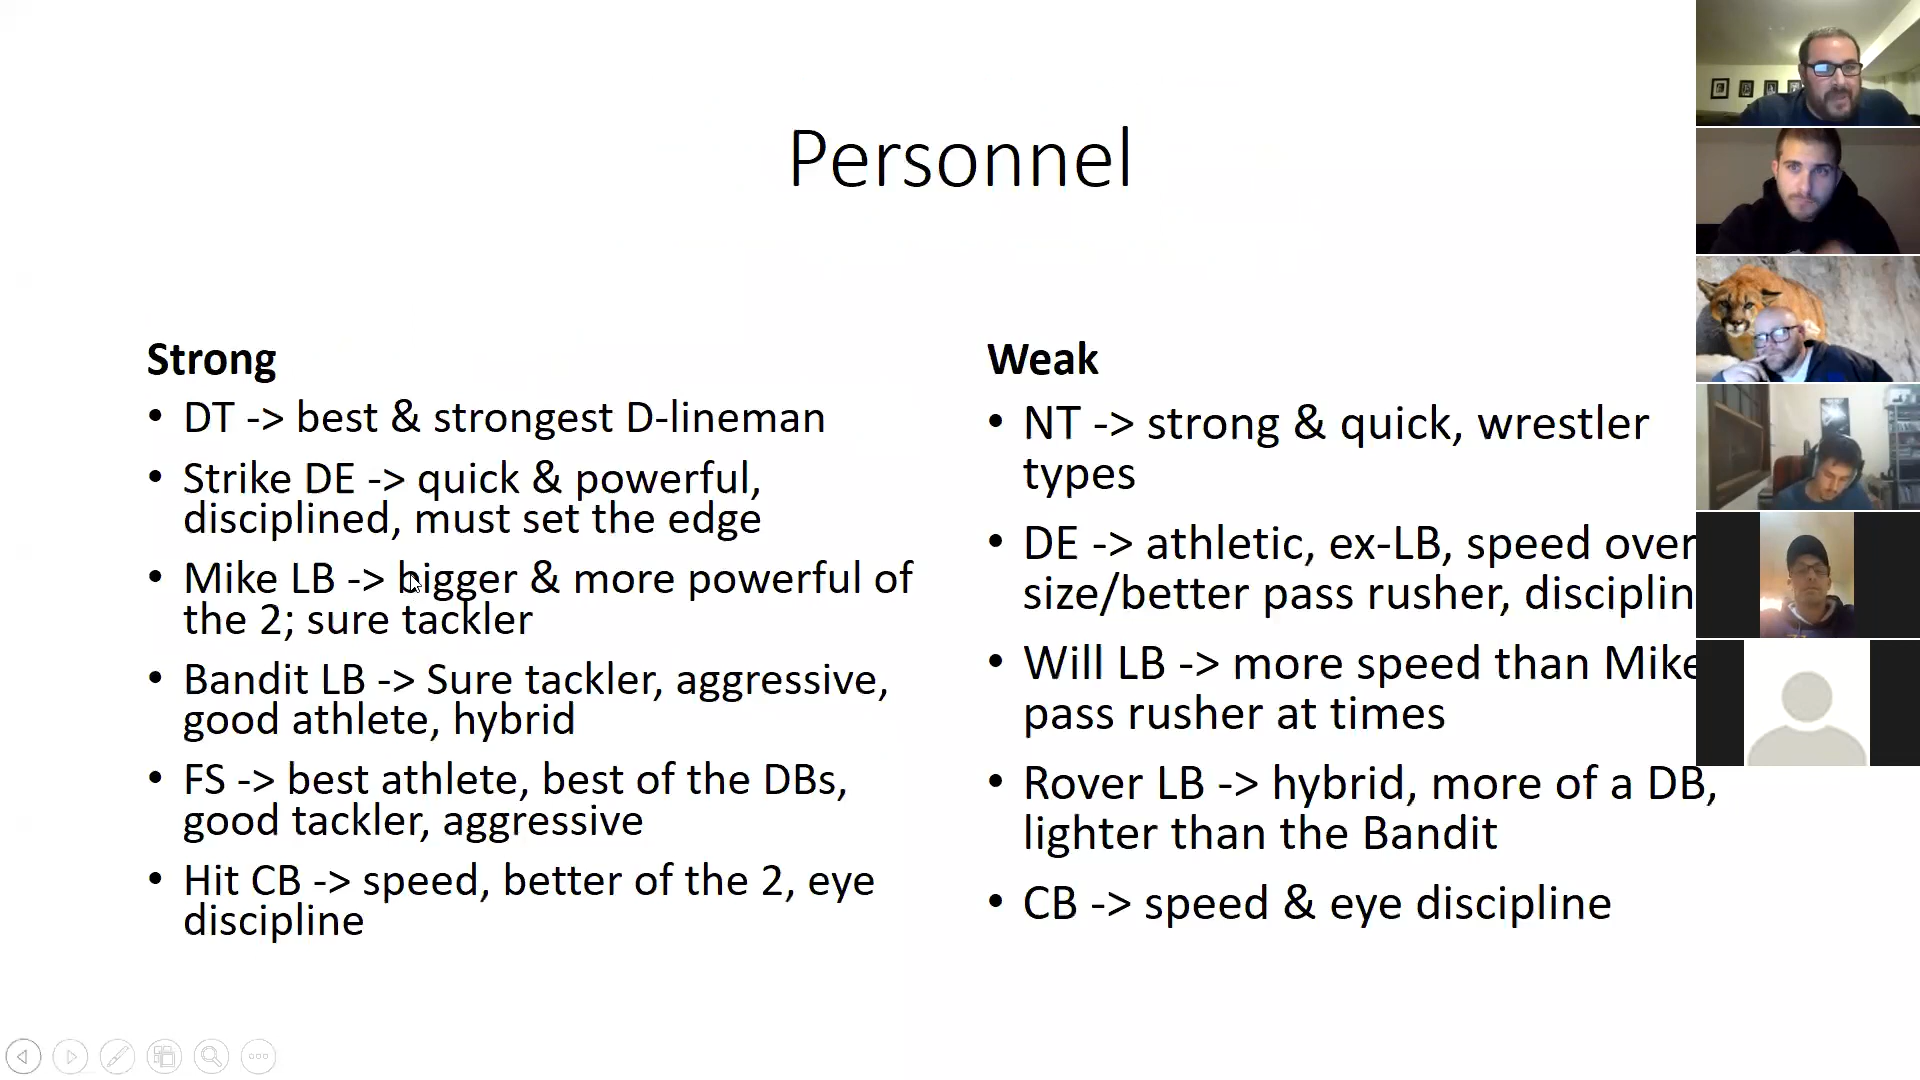 Personnel
Strong
• DT -> best & strongest D-lineman
• Strike DE -> quick & powerful,
disciplined, must set the edge
• Mike LB -> bigger & more powerful of
the 2; sure tackler
• Bandit LB -> Sure tackler, aggressive,
good athlete, hybrid
• FS -> best athlete, best of the DBs,
good tackler, aggressive
• Hit CB -> speed, better of the 2, eye
discipline
Weak
• NT -> strong & quick, wrestler
types
• DE -> athletic, ex-LB, speed over
size/better pass rusher,
• Will LB -> more speed than Mike
pass rusher at times
• Rover LB -> hybrid, more of a DB,
lighter than the Bandit
• CB -> speed & eye discipline